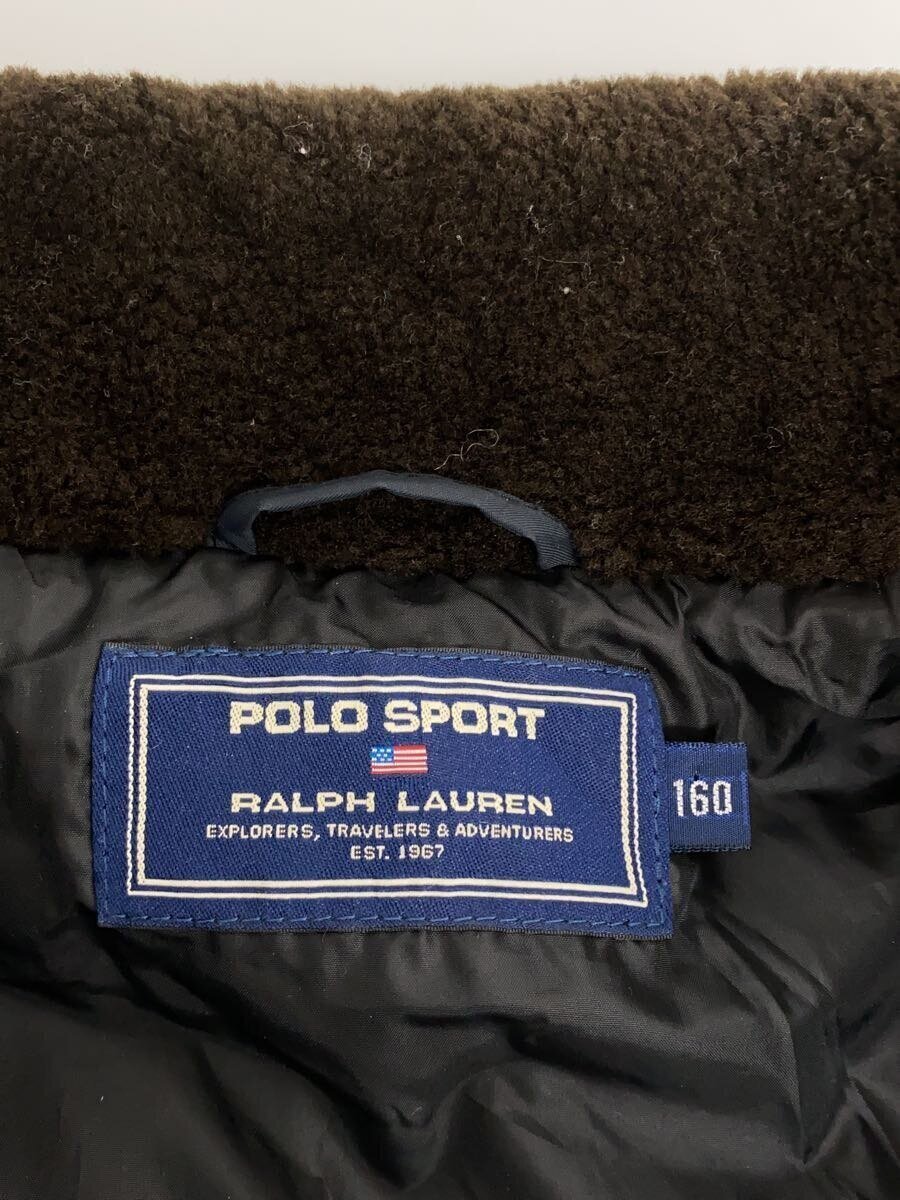 POLO SPORT
RALPH LAUREN
EXPLORERS, TRAVELERS & ADVENTURERS
EST. 1967
160